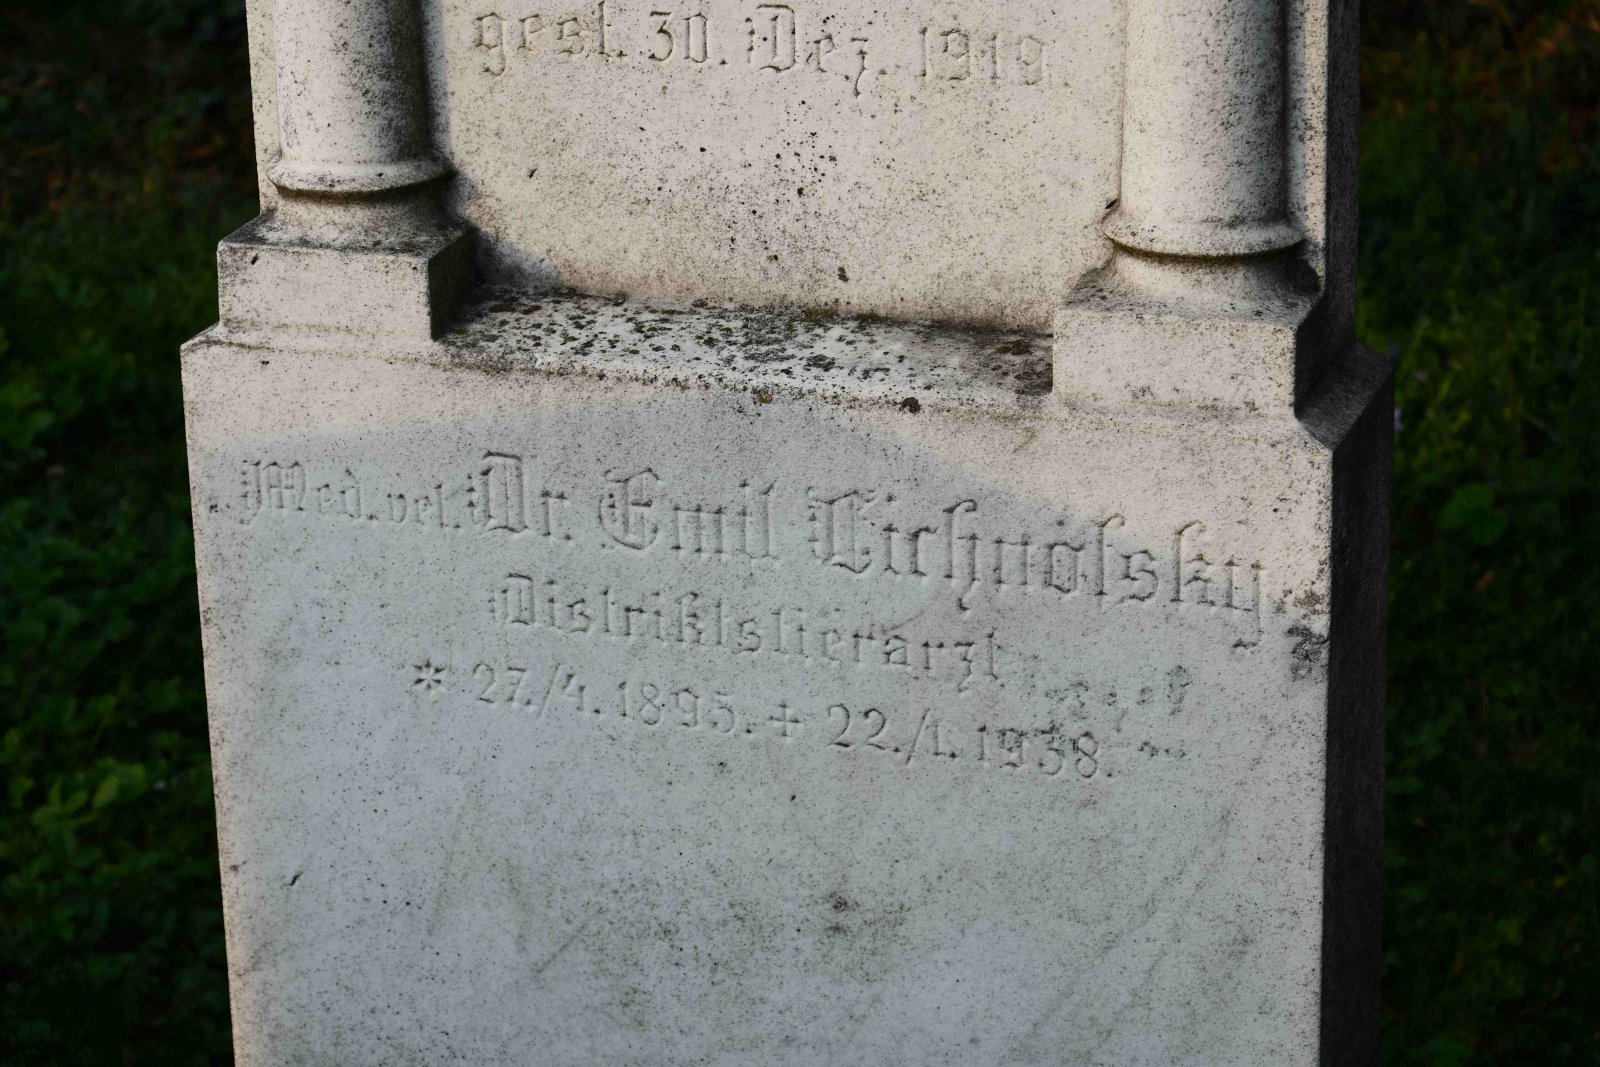 gest. 30. Dez. 1919.
Med. vet. Dr. Emil Lichnofsky
Distriktstierarzt
* 27./4. 1895. + 22./1. 1938.